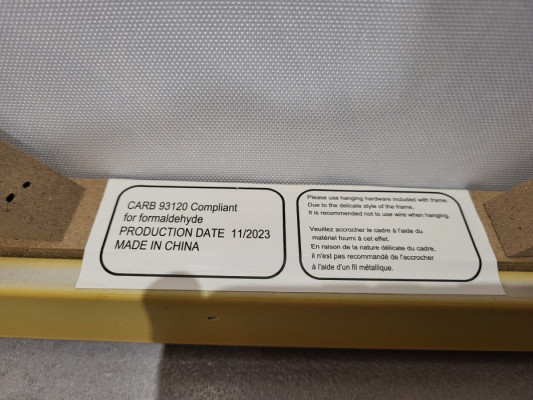 CARB 93120 Compliant
for formaldehyde
PRODUCTION DATE 11/2023
MADE IN CHINA
Please use hanging hardware included with frame.
Due to the delicate style of the frame,
It is recommended not to use wire when hanging.
Veuillez accrocher le cadre à l'aide du
matériel fourni à cet effet.
En raison de la nature délicate du cadre,
il n'est pas recommandé de l'accrocher
à l'aide d'un fil métallique.